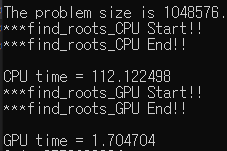 The problem size is 1048576.
***find_roots_CPU Start!!
***find_roots_CPU End!!
CPU time = 112.122498
***find_roots_GPU Start!!
***find_roots_GPU End!!
GPU time = 1.704704